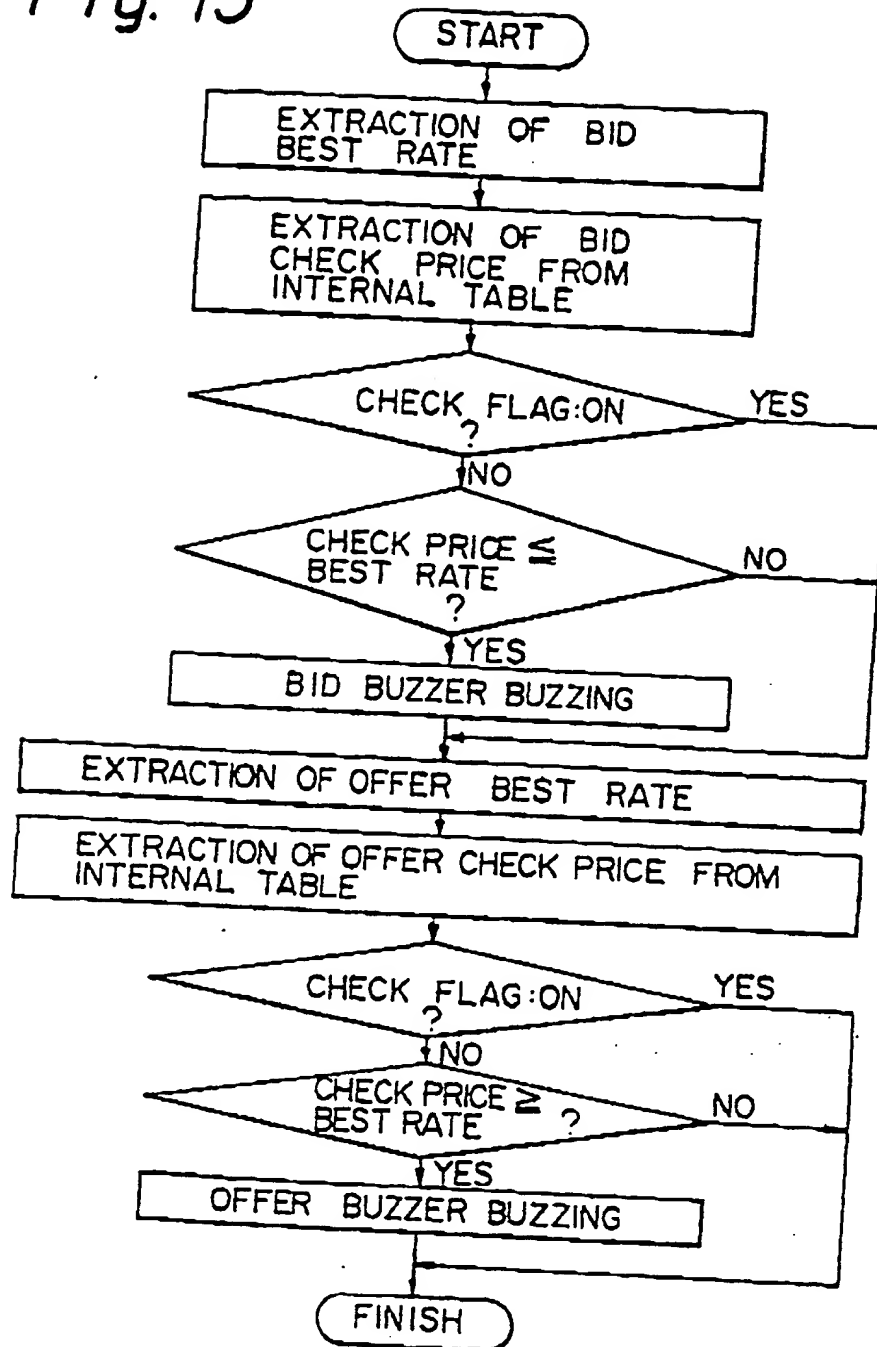 Fig. 15
START
EXTRACTION OF BID
BEST RATE
EXTRACTION OF BID
CHECK PRICE FROM
INTERNAL TABLE
CHECK FLAG:ON
?
YES
NO
CHECK PRICE ≦
BEST RATE
?
NO
YES
BID BUZZER BUZZING
EXTRACTION OF OFFER BEST RATE
EXTRACTION OF OFFER CHECK PRICE FROM
INTERNAL TABLE
CHECK FLAG:ON
?
YES
NO
CHECK PRICE ≧
BEST RATE ?
NO
YES
OFFER BUZZER BUZZING
FINISH